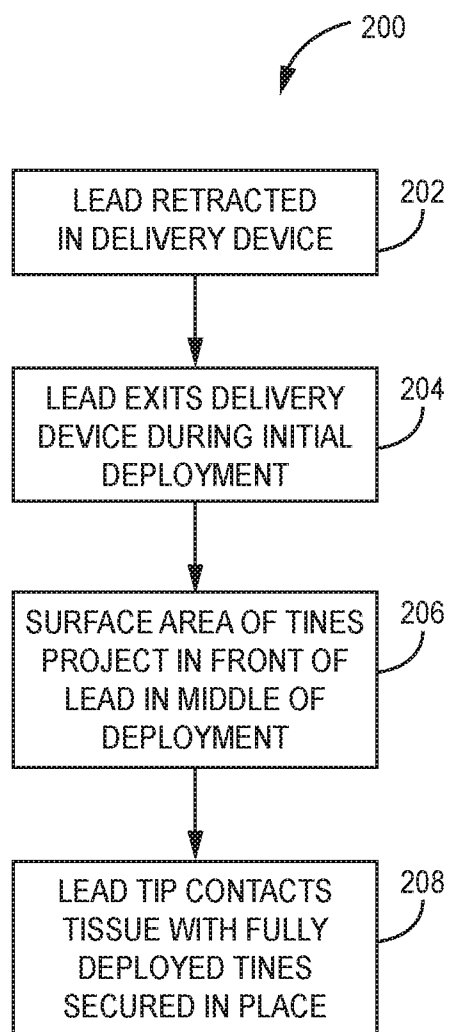 200
LEAD RETRACTED
IN DELIVERY DEVICE
202
LEAD EXITS DELIVERY
DEVICE DURING INITIAL
DEPLOYMENT
204
SURFACE AREA OF TINES
PROJECT IN FRONT OF
LEAD IN MIDDLE OF
DEPLOYMENT
206
LEAD TIP CONTACTS
TISSUE WITH FULLY
DEPLOYED TINES
SECURED IN PLACE
208